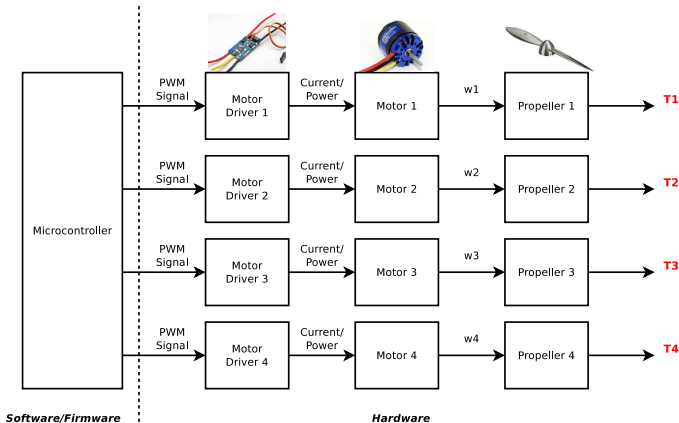 Microcontroller
PWM
Signal
Motor
Driver 1
Current/
Power
Motor 1
w1
Propeller 1
T1
PWM
Signal
Motor
Driver 2
Current/
Power
Motor 2
w2
Propeller 2
T2
PWM
Signal
Motor
Driver 3
Current/
Power
Motor 3
w3
Propeller 3
T3
PWM
Signal
Motor
Driver 4
Current/
Power
Motor 4
w4
Propeller 4
T4
Software/Firmware
Hardware